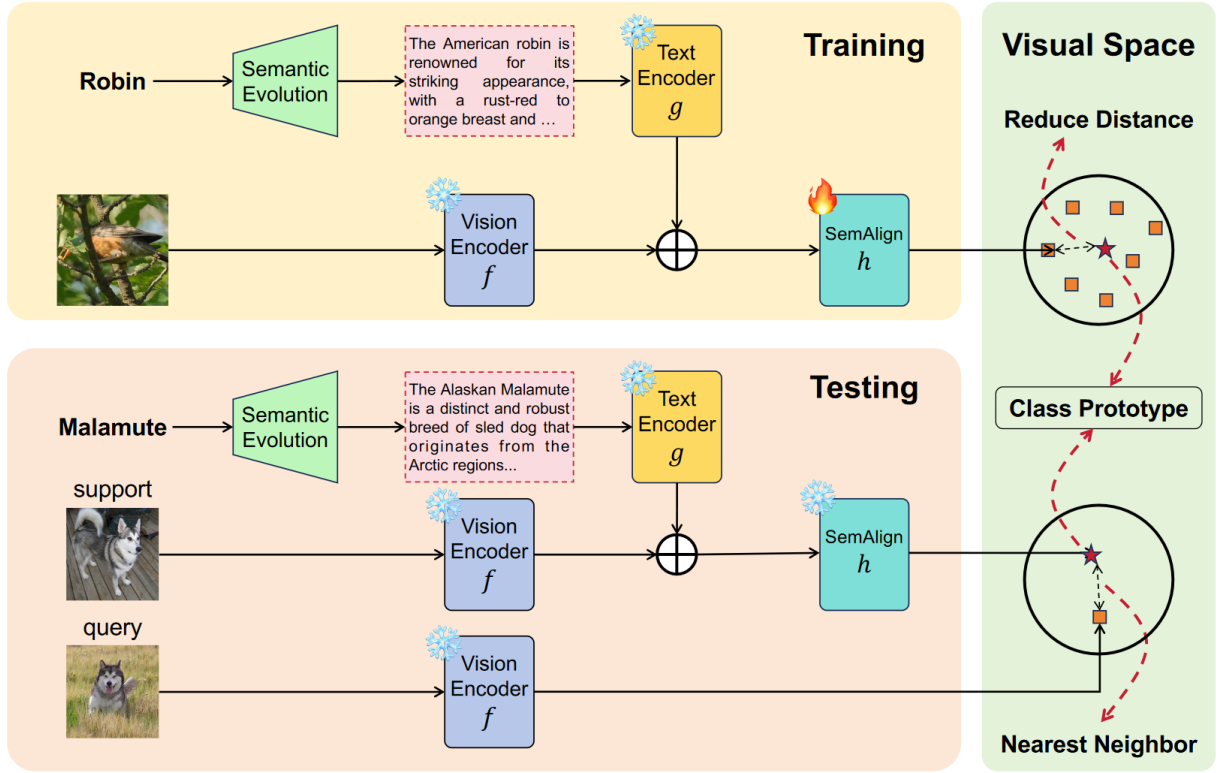 Training
Robin
Semantic
Evolution
The American robin is
renowned for its
striking appearance,
with a rust-red to
orange breast and ...
Text
Encoder
g
Vision
Encoder
f
SemAlign
h
Visual Space
Reduce Distance
Class Prototype
Testing
Malamute
Semantic
Evolution
The Alaskan Malamute
is a distinct and robust
breed of sled dog that
originates from the
Arctic regions...
Text
Encoder
g
support
Vision
Encoder
f
SemAlign
h
query
Vision
Encoder
f
Nearest Neighbor